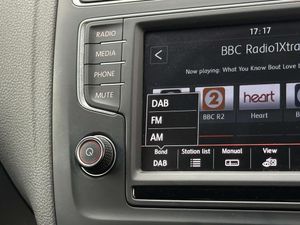 RADIO
MEDIA
PHONE
MUTE
17:17
BBC Radio1Xtra
Now playing: What You Know Bout Love
DAB
FM
AM
2
heart
BBC R2
Heart
Band
DAB
Station list
Manual
View